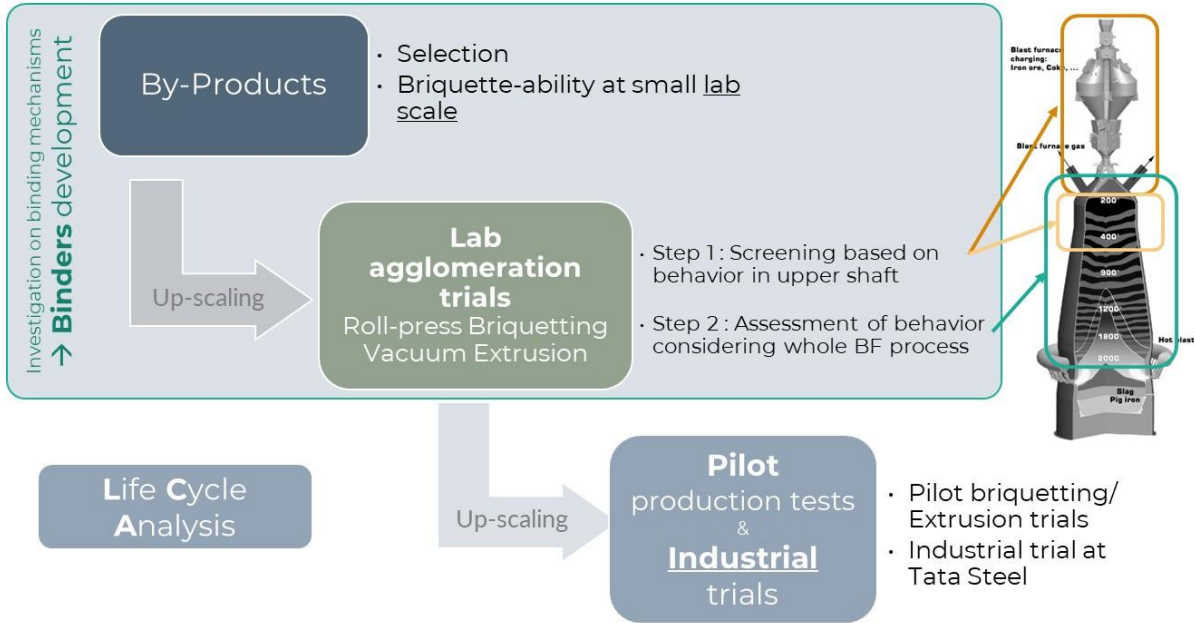 Investigation on binding mechanisms
→ Binders development
By-Products
• Selection
• Briquette-ability at small lab
scale
Up-scaling
Lab
agglomeration
trials
Roll-press Briquetting
Vacuum Extrusion
• Step 1 : Screening based on
behavior in upper shaft
• Step 2 : Assessment of behavior
considering whole BF process
Blast furnace
charging:
Iron ore, Coke, ...
Blast furnace gas
200°
400°
900°
1200
1800
2000
Hot blast
Slag
Pig iron
Life Cycle
Analysis
Up-scaling
Pilot
production tests
&
Industrial
trials
• Pilot briquetting/
Extrusion trials
• Industrial trial at
Tata Steel